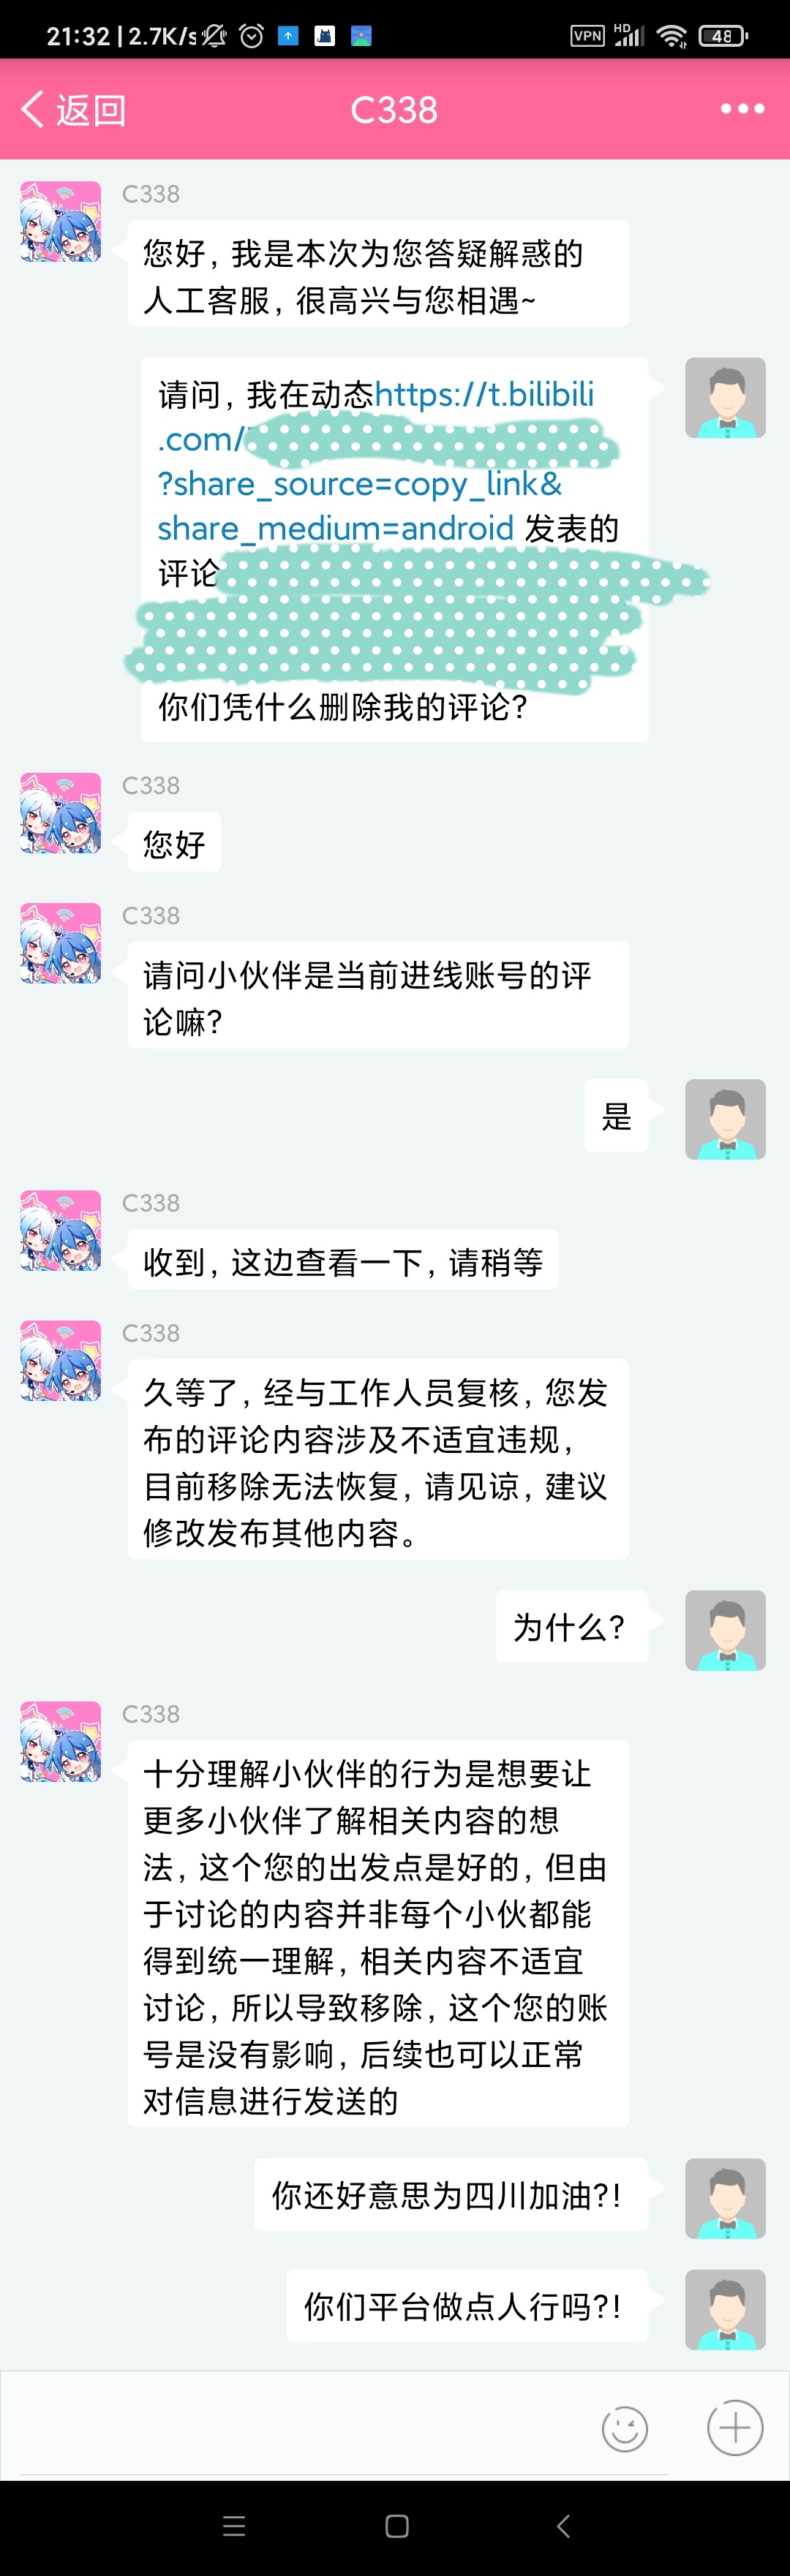 21:32 | 2.7K/s
VPN
HD
48
返回
C338
C338
您好，我是本次为您答疑解惑的
人工客服，很高兴与您相遇~
请问，我在动态https://t.bilibili
.com/
?share_source=copy_link&
share_medium=android 发表的
评论
你们凭什么删除我的评论？
C338
您好
C338
请问小伙伴是当前进线账号的评
论嘛？
是
C338
收到，这边查看一下，请稍等
C338
久等了，经与工作人员复核，您发
布的评论内容涉及不适宜违规，
目前移除无法恢复，请见谅，建议
修改发布其他内容。
为什么？
C338
十分理解小伙伴的行为是想要让
更多小伙伴了解相关内容的想
法，这个您的出发点是好的，但由
于讨论的内容并非每个小伙都能
得到统一理解，相关内容不适宜
讨论，所以导致移除，这个您的账
号是没有影响，后续也可以正常
对信息进行发送的
你还好意思为四川加油？！
你们平台做点人行吗？！